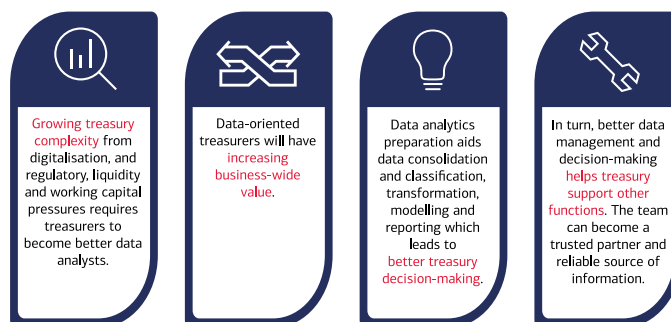 Growing treasury
complexity from
digitalisation, and
regulatory, liquidity
and working capital
pressures requires
treasurers to
become better data
analysts.
Data-oriented
treasurers will have
increasing
business-wide
value.
Data analytics
preparation aids
data consolidation
and classification,
transformation,
modelling and
reporting which
leads to
better treasury
decision-making.
In turn, better data
management and
decision-making
helps treasury
support other
functions. The team
can become a
trusted partner and
reliable source of
information.